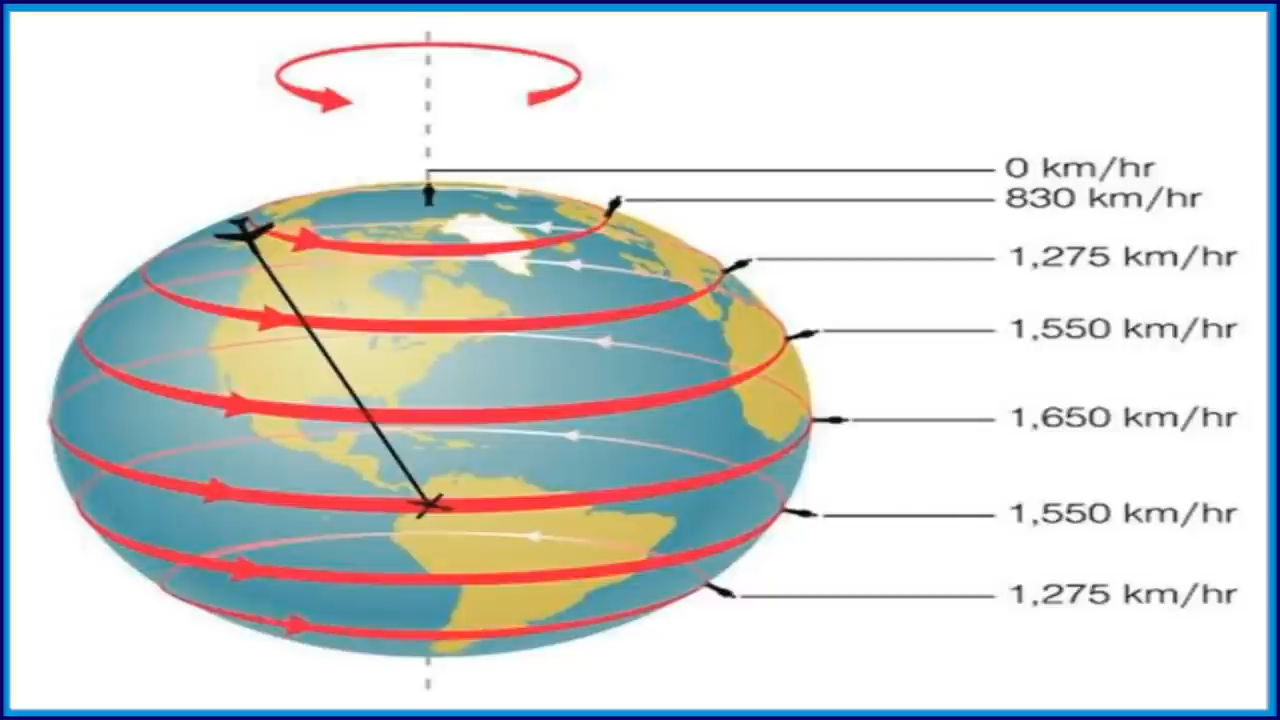 0 km/hr
830 km/hr
1,275 km/hr
1,550 km/hr
1,650 km/hr
1,550 km/hr
1,275 km/hr